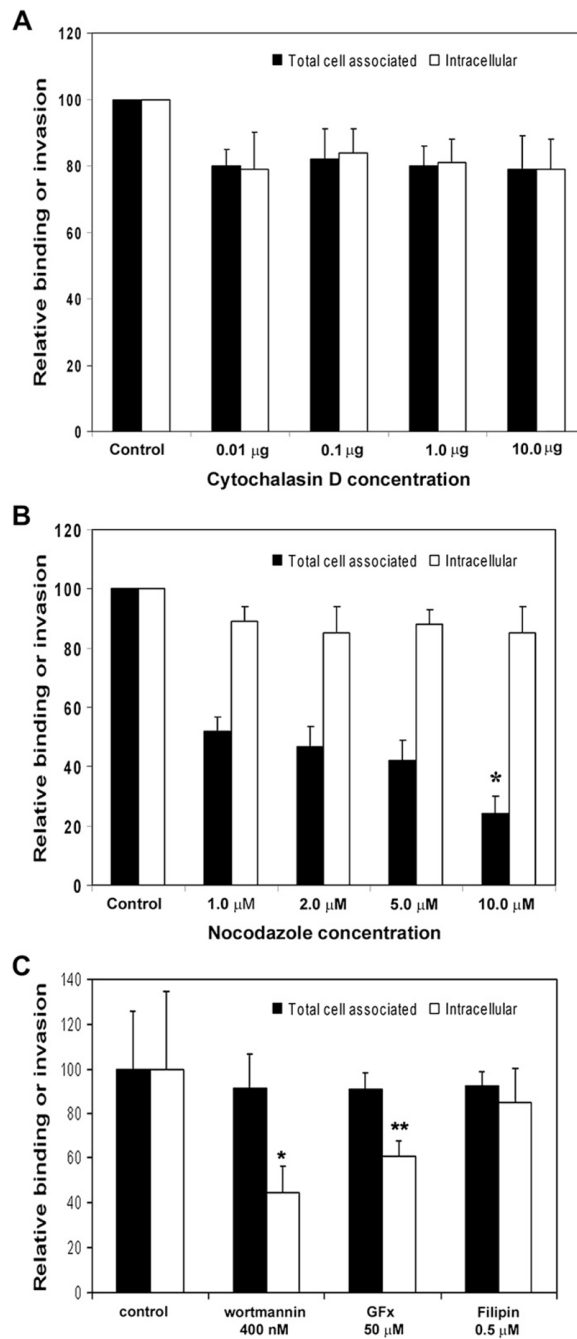 A
120
Total cell associated Intracellular
100
80
60
40
20
0
Relative binding or invasion
Control 0.01 μg 0.1 μg 1.0 μg 10.0 μg
Cytochalasin D concentration
B
120
Total cell associated Intracellular
100
80
60
40
20
0
Relative binding or invasion
*
Control 1.0 μM 2.0 μM 5.0 μM 10.0 μM
Nocodazole concentration
C
140
Total cell associated Intracellular
120
100
80
60
40
20
0
Relative binding or invasion
* **
control wortmannin GFx Filipin
400 nM 50 μM 0.5 μM